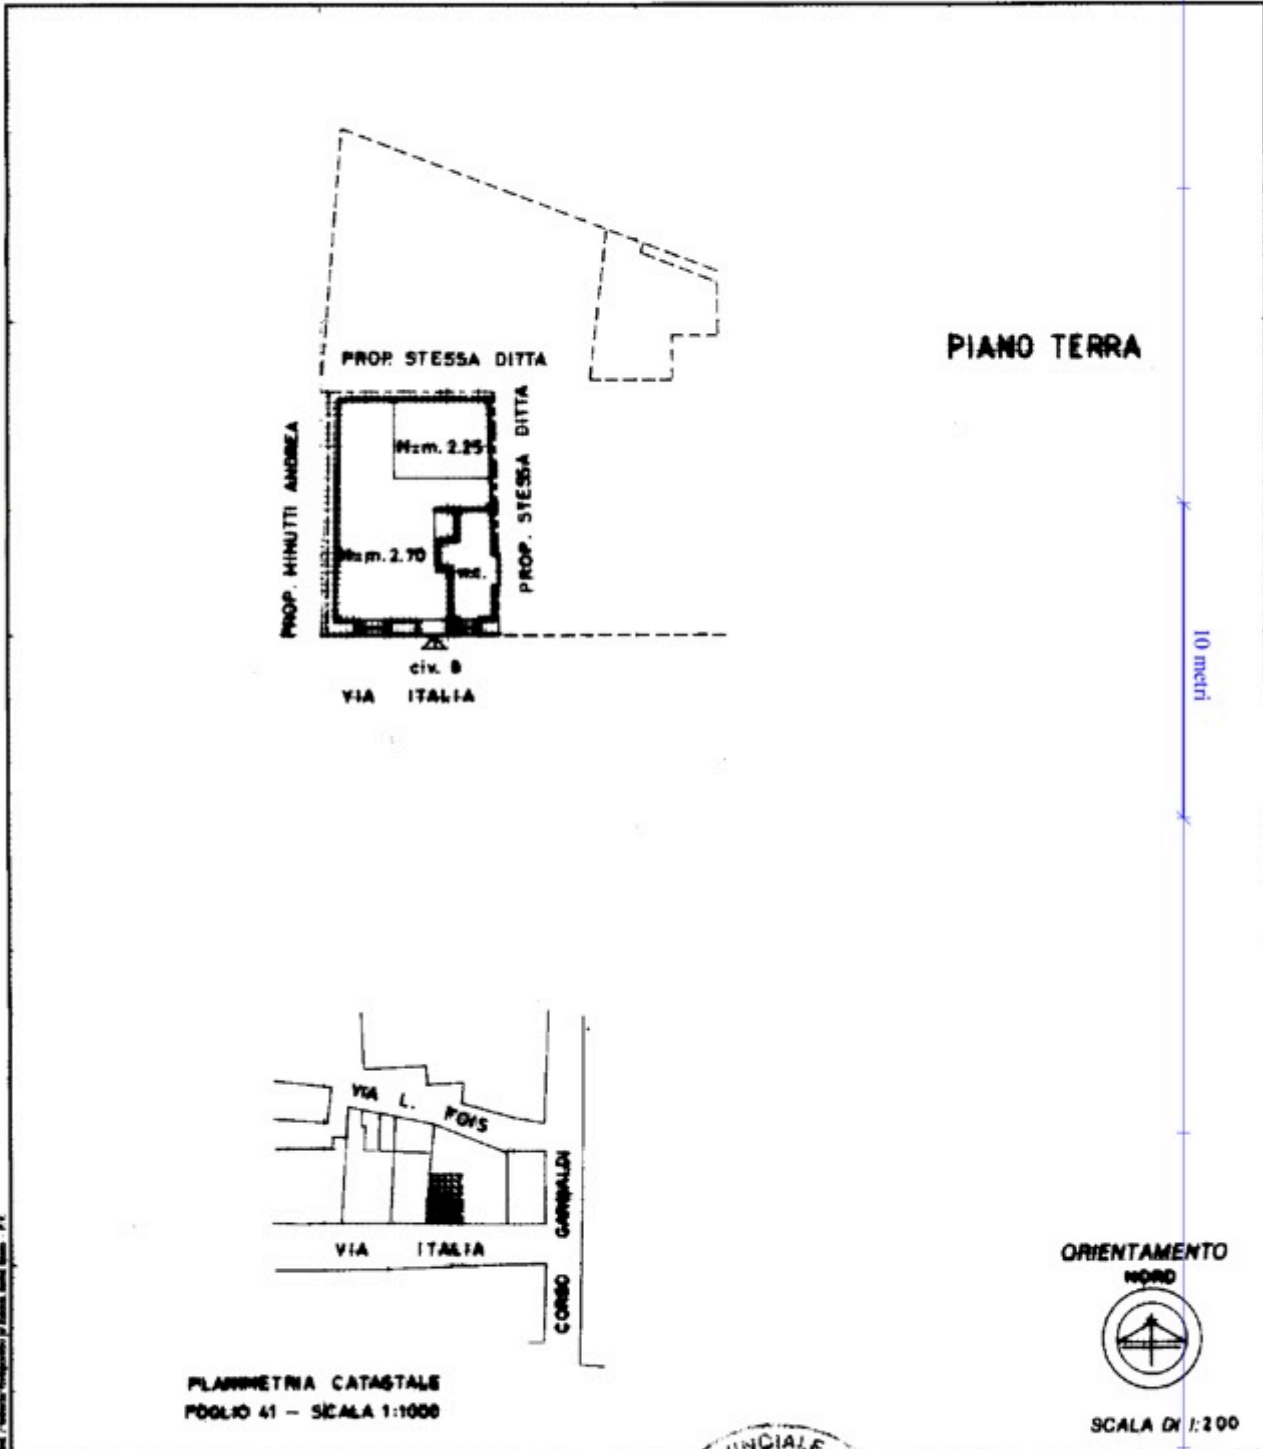 PIANO TERRA
PROP. STESSA DITTA
PROP. MINUTTI ANDREA
H=m. 2.25
PROP. STESSA DITTA
H=m. 2.70
w.c.
civ. 8
VIA ITALIA
10 metri
VIA L. FOIS
CORSO GARIBALDI
VIA ITALIA
ORIENTAMENTO
NORD
PLANIMETRIA CATASTALE
FOGLIO 41 — SCALA 1:1000
SCALA DI 1:200